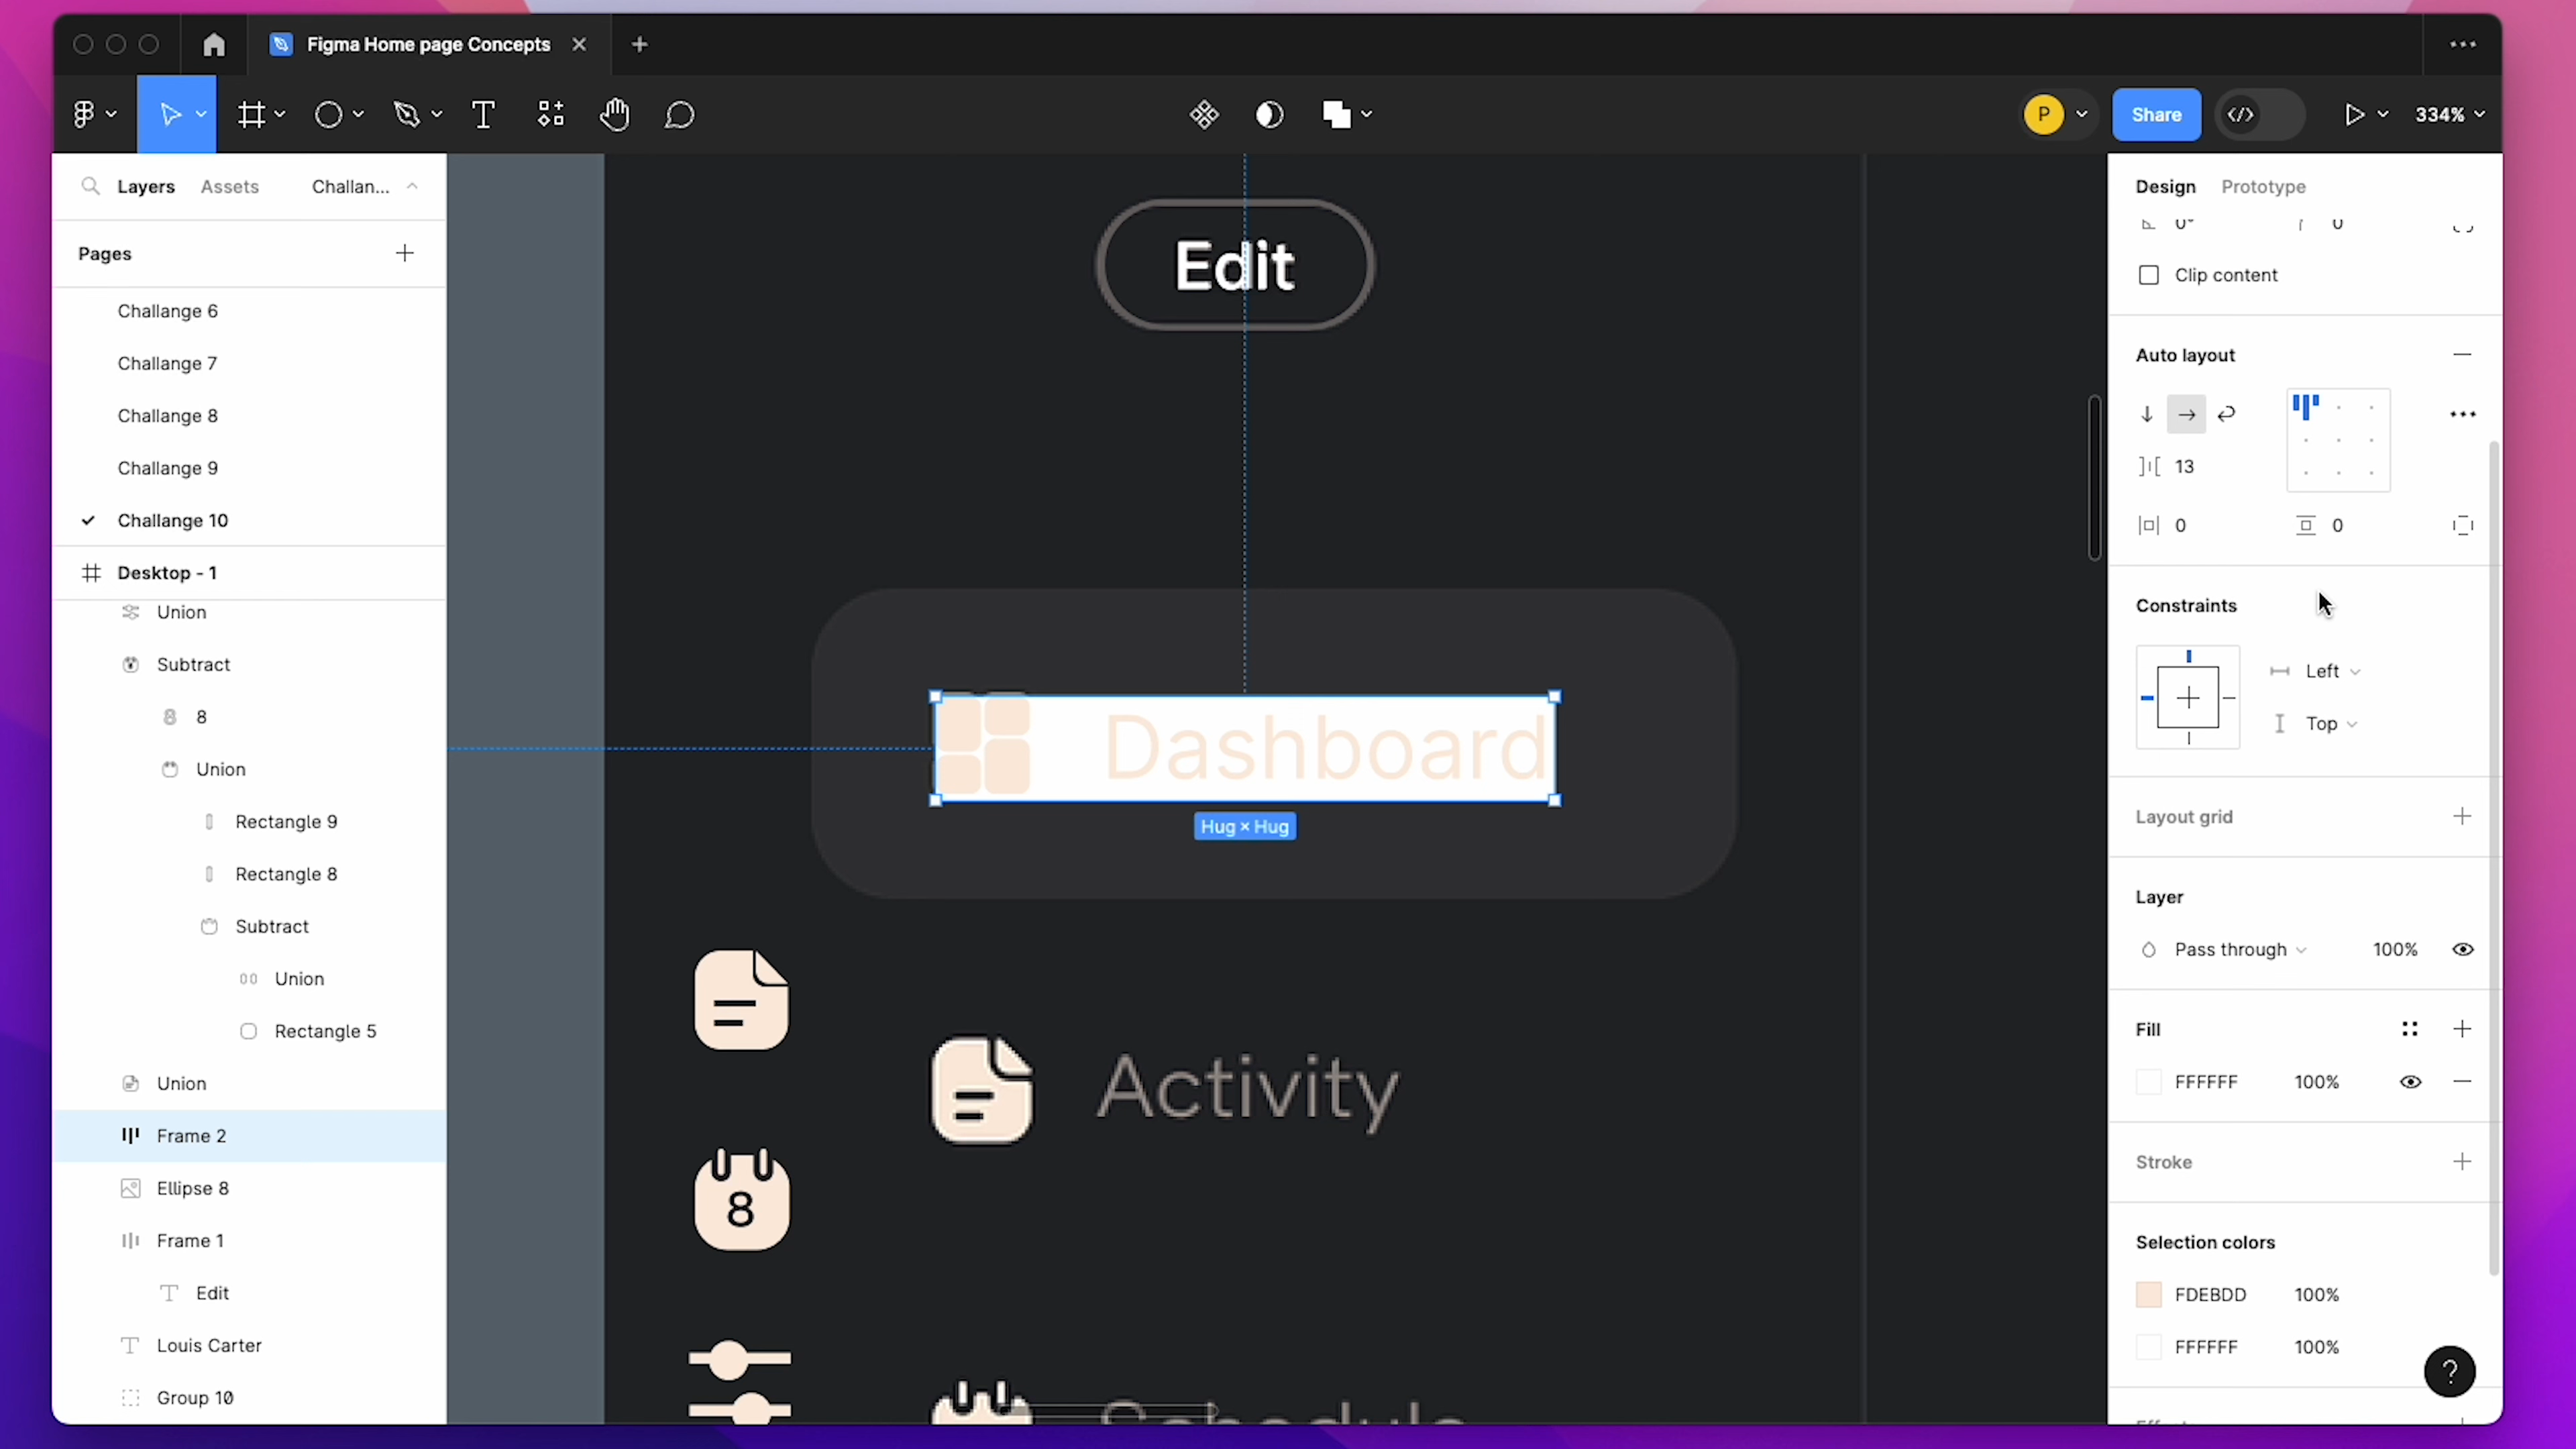 Figma Home page Concepts
P
Share
334%
Layers
Assets
Challan...
Pages
Challange 6
Challange 7
Challange 8
Challange 9
Challange 10
Desktop - 1
Union
Subtract
8
Union
Rectangle 9
Rectangle 8
Subtract
Union
Rectangle 5
Union
Frame 2
Ellipse 8
Frame 1
Edit
Louis Carter
Group 10
Edit
Dashboard
Hug × Hug
Activity
8
Schedule
Design
Prototype
0°
0
Clip content
Auto layout
13
0
0
Constraints
Left
Top
Layout grid
Layer
Pass through
100%
Fill
FFFFFF
100%
Stroke
Selection colors
FDEBDD
100%
FFFFFF
100%
?